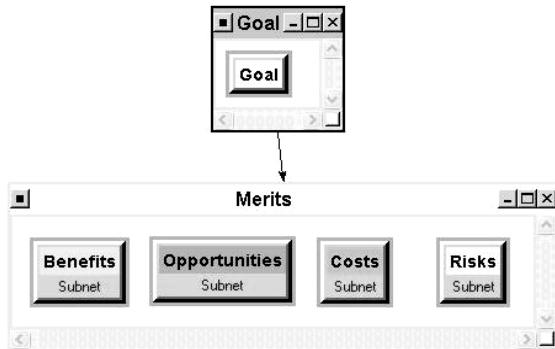 Goal
Goal
Merits
Benefits Opportunities Costs Risks
Subnet Subnet Subnet Subnet